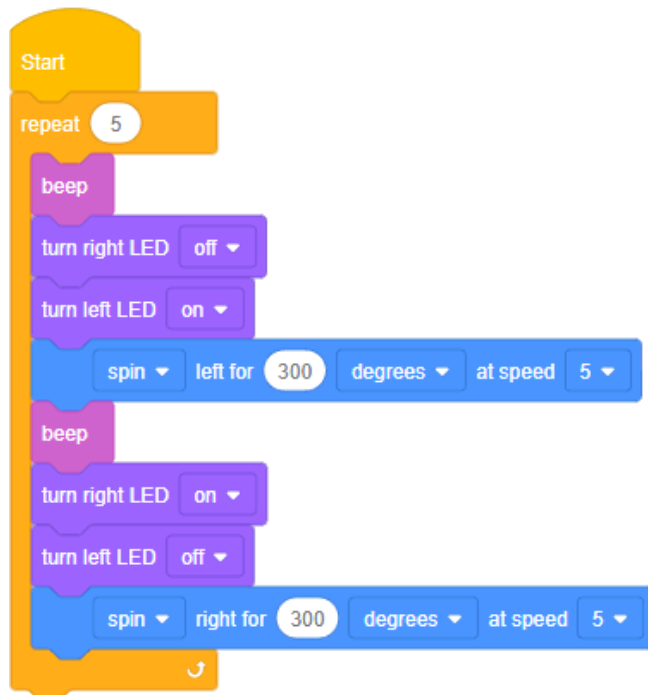 Start
repeat 5
beep
turn right LED off
turn left LED on
spin left for 300 degrees at speed 5
beep
turn right LED on
turn left LED off
spin right for 300 degrees at speed 5